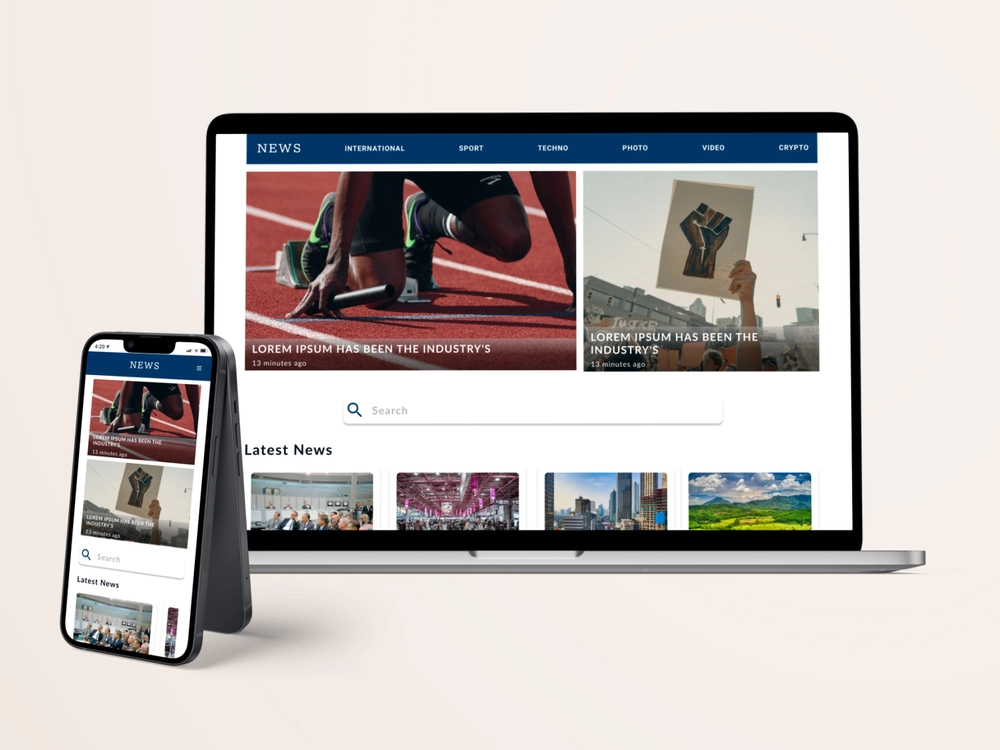 NEWS
INTERNATIONAL
SPORT
TECHNO
PHOTO
VIDEO
CRYPTO
LOREM IPSUM HAS BEEN THE INDUSTRY'S
13 minutes ago
JUSTICE
LOREM IPSUM HAS BEEN THE
INDUSTRY'S
13 minutes ago
Search
Latest News
4:20
NEWS
LOREM IPSUM HAS BEEN THE
INDUSTRY'S
13 minutes ago
LOREM IPSUM HAS BEEN THE
INDUSTRY'S
13 minutes ago
Search
Latest News